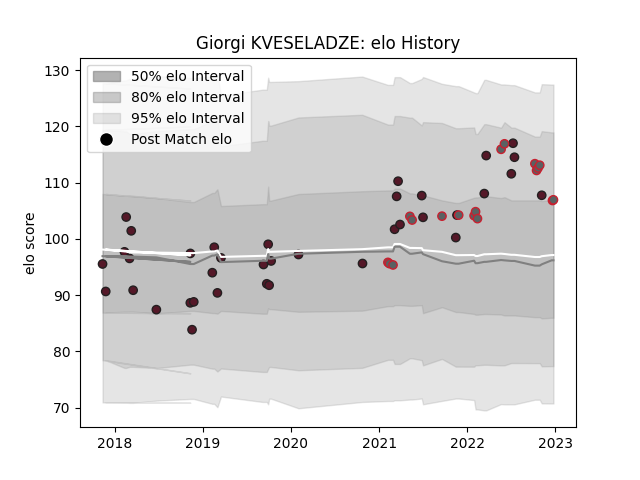 Giorgi KVESELADZE: elo History
50% elo Interval
80% elo Interval
95% elo Interval
Post Match elo
elo score
130
120
110
100
90
80
70
2018
2019
2020
2021
2022
2023